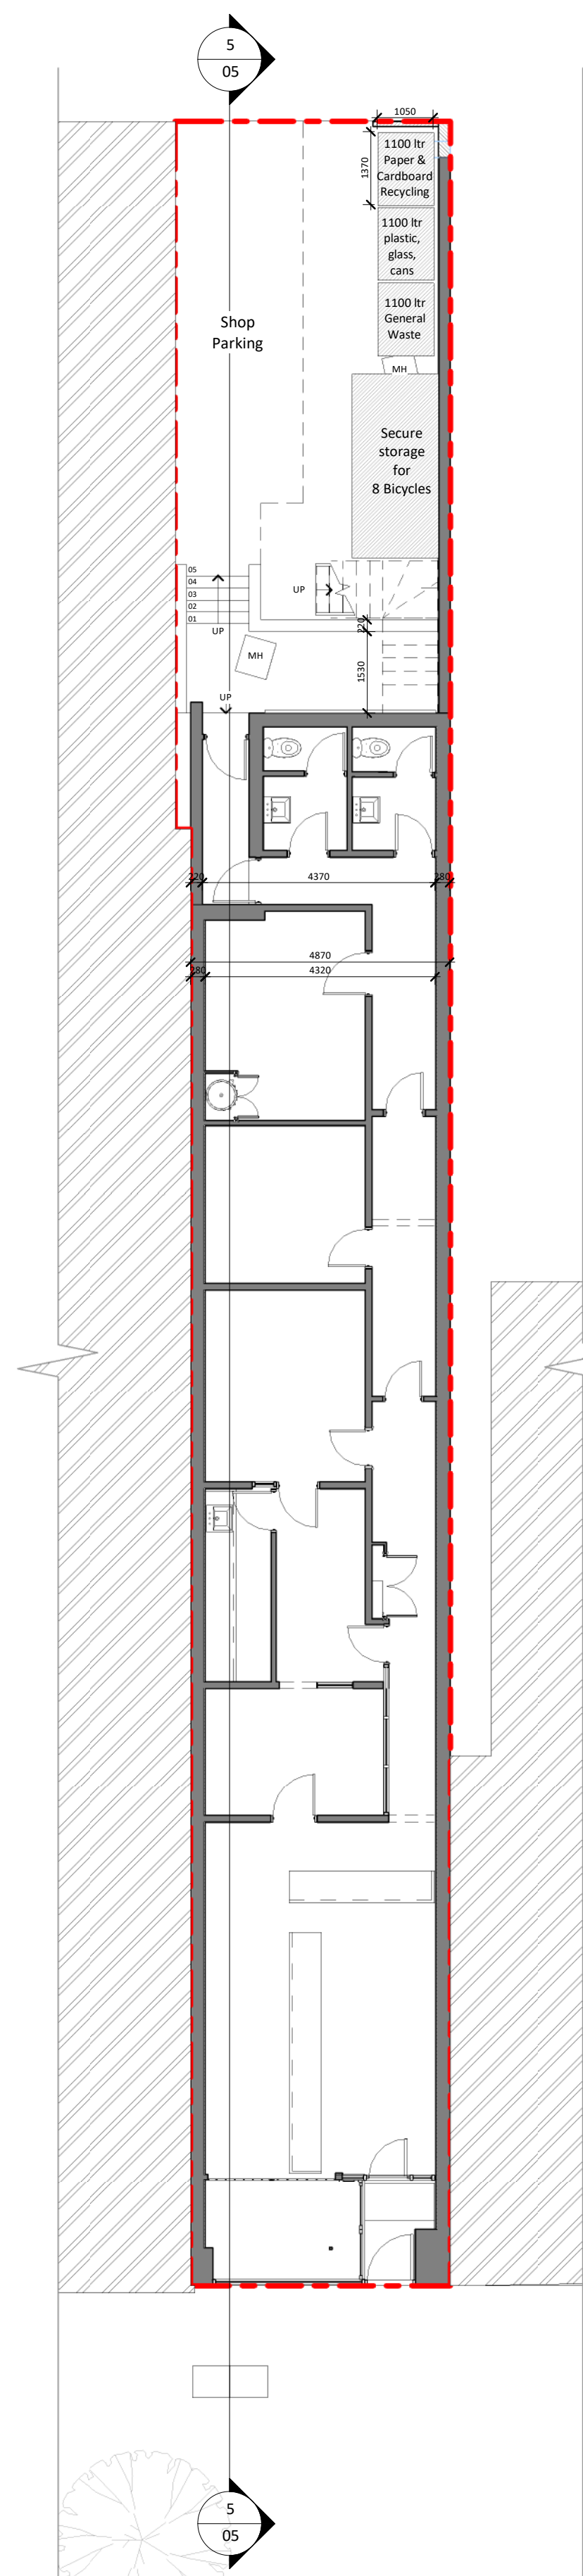 5
05
1050
1370
1100 ltr
Paper &
Cardboard
Recycling
1100 ltr
plastic,
glass,
cans
1100 ltr
General
Waste
Shop
Parking
MH
Secure
storage
for
8 Bicycles
05
04
03
02
01
UP
UP
220
1530
MH
UP
220
4370
280
4870
280
4320
5
05